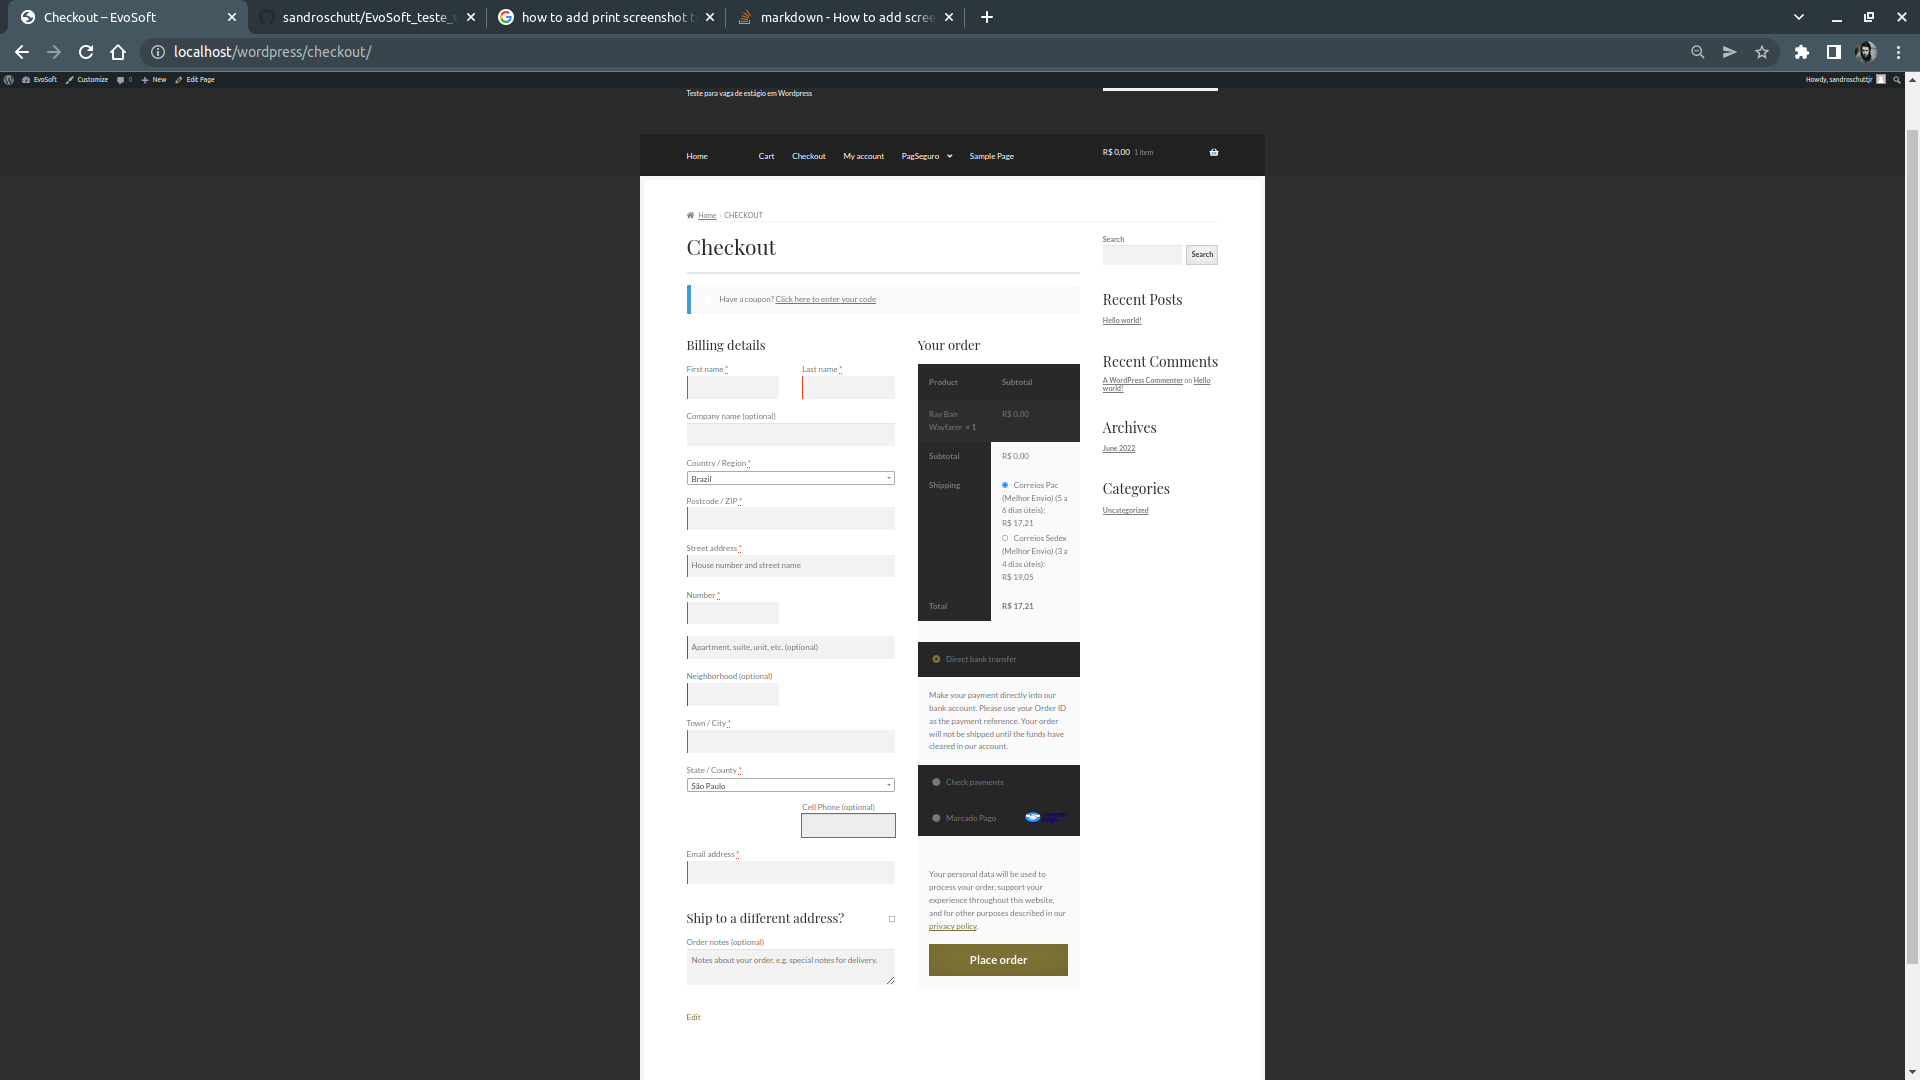 Checkout – EvoSoft
sandroschutt/EvoSoft_teste_
how to add print screenshot t
markdown - How to add scree
localhost/wordpress/checkout/
EvoSoft Customize 0 New Edit Page
Howdy, sandroschuttjr
Teste para vaga de estágio em Wordpress
Home Cart Checkout My account PagSeguro Sample Page
R$ 0,00 1 item
Home CHECKOUT
Checkout
Have a coupon? Click here to enter your code
Billing details
First name *
Last name *
Company name (optional)
Country / Region *
Brazil
Postcode / ZIP *
Street address *
House number and street name
Number *
Apartment, suite, unit, etc. (optional)
Neighborhood (optional)
Town / City *
State / County *
São Paulo
Cell Phone (optional)
Email address *
Ship to a different address?
Order notes (optional)
Notes about your order, e.g. special notes for delivery.
Edit
Your order
Product Subtotal
Ray Ban R$ 0,00
Wayfarer × 1
Subtotal R$ 0,00
Shipping Correios Pac
(Melhor Envio) (5 a
6 dias úteis):
R$ 17,21
Correios Sedex
(Melhor Envio) (3 a
4 dias úteis):
R$ 19,05
Total R$ 17,21
Direct bank transfer
Make your payment directly into our
bank account. Please use your Order ID
as the payment reference. Your order
will not be shipped until the funds have
cleared in our account.
Check payments
Marcado Pago
Your personal data will be used to
process your order, support your
experience throughout this website,
and for other purposes described in our
privacy policy.
Place order
Search
Search
Recent Posts
Hello world!
Recent Comments
A WordPress Commenter on Hello
world!
Archives
June 2022
Categories
Uncategorized